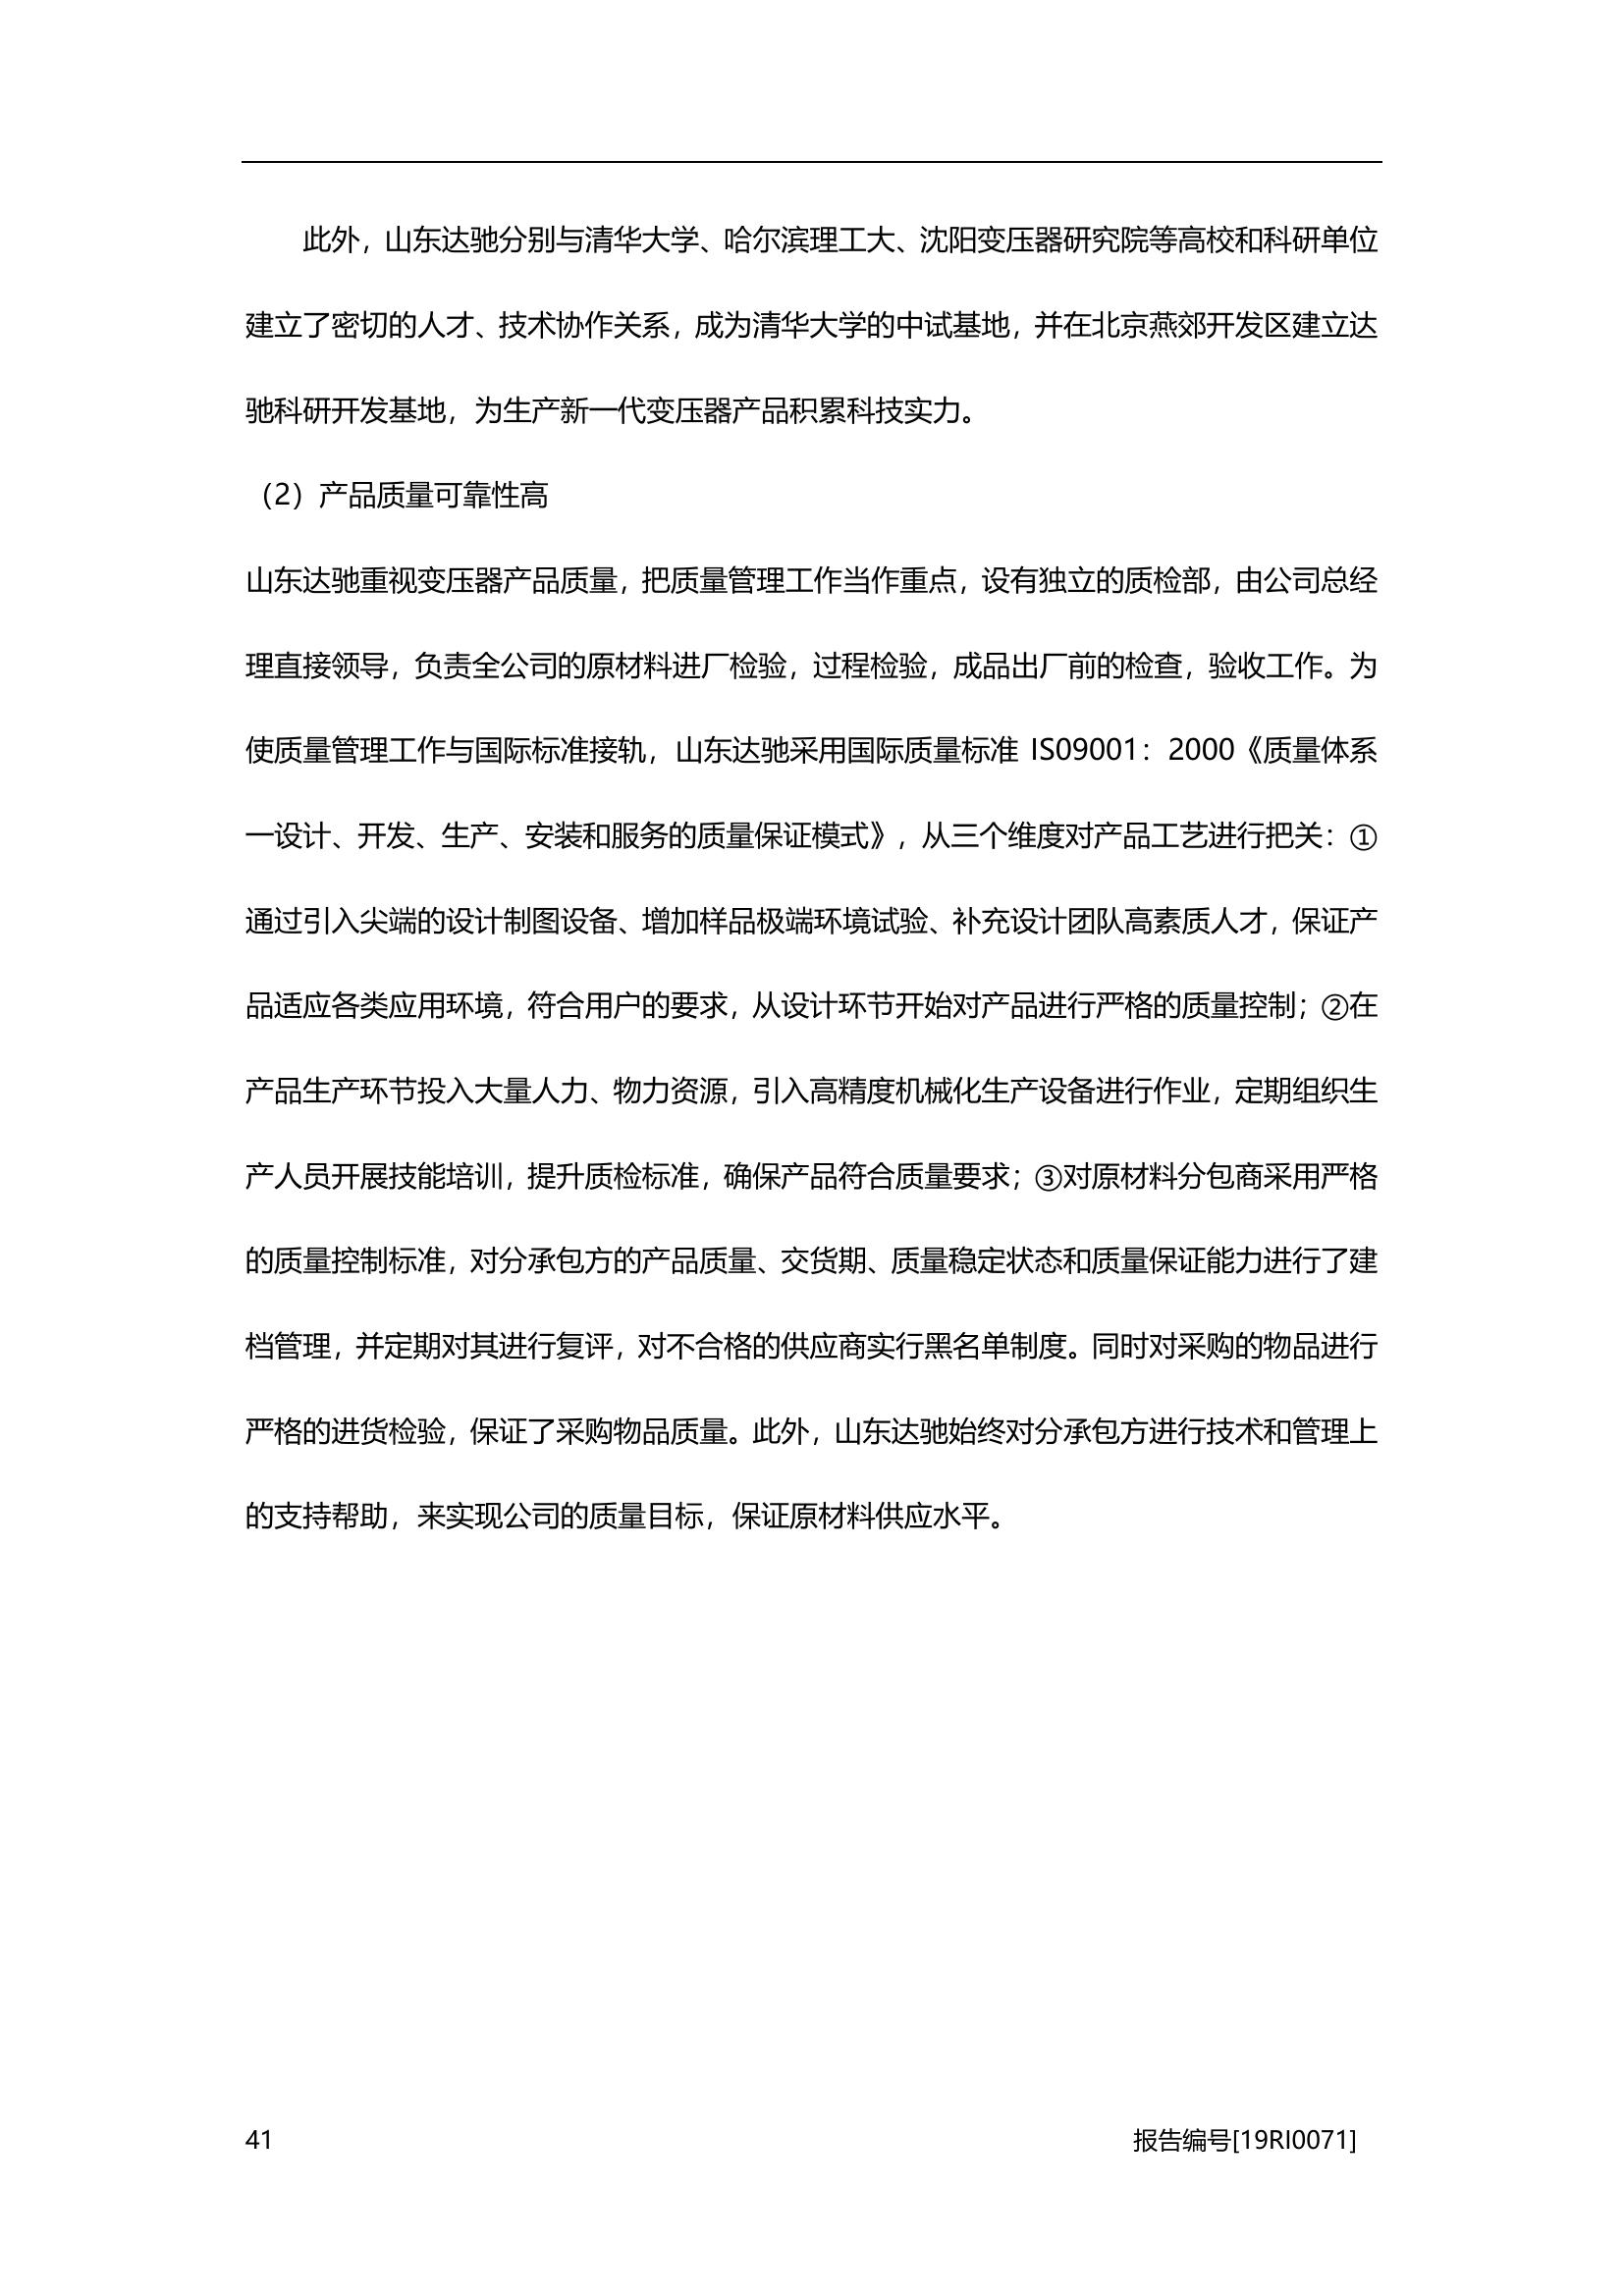 此外，山东达驰分别与清华大学、哈尔滨理工大、沈阳变压器研究院等高校和科研单位
建立了密切的人才、技术协作关系，成为清华大学的中试基地，并在北京燕郊开发区建立达
驰科研开发基地，为生产新一代变压器产品积累科技实力。
（2）产品质量可靠性高
山东达驰重视变压器产品质量，把质量管理工作当作重点，设有独立的质检部，由公司总经
理直接领导，负责全公司的原材料进厂检验，过程检验，成品出厂前的检查，验收工作。为
使质量管理工作与国际标准接轨，山东达驰采用国际质量标准 IS09001：2000《质量体系
一设计、开发、生产、安装和服务的质量保证模式》，从三个维度对产品工艺进行把关：①
通过引入尖端的设计制图设备、增加样品极端环境试验、补充设计团队高素质人才，保证产
品适应各类应用环境，符合用户的要求，从设计环节开始对产品进行严格的质量控制；②在
产品生产环节投入大量人力、物力资源，引入高精度机械化生产设备进行作业，定期组织生
产人员开展技能培训，提升质检标准，确保产品符合质量要求；③对原材料分包商采用严格
的质量控制标准，对分承包方的产品质量、交货期、质量稳定状态和质量保证能力进行了建
档管理，并定期对其进行复评，对不合格的供应商实行黑名单制度。同时对采购的物品进行
严格的进货检验，保证了采购物品质量。此外，山东达驰始终对分承包方进行技术和管理上
的支持帮助，来实现公司的质量目标，保证原材料供应水平。
41 报告编号[19RI0071]